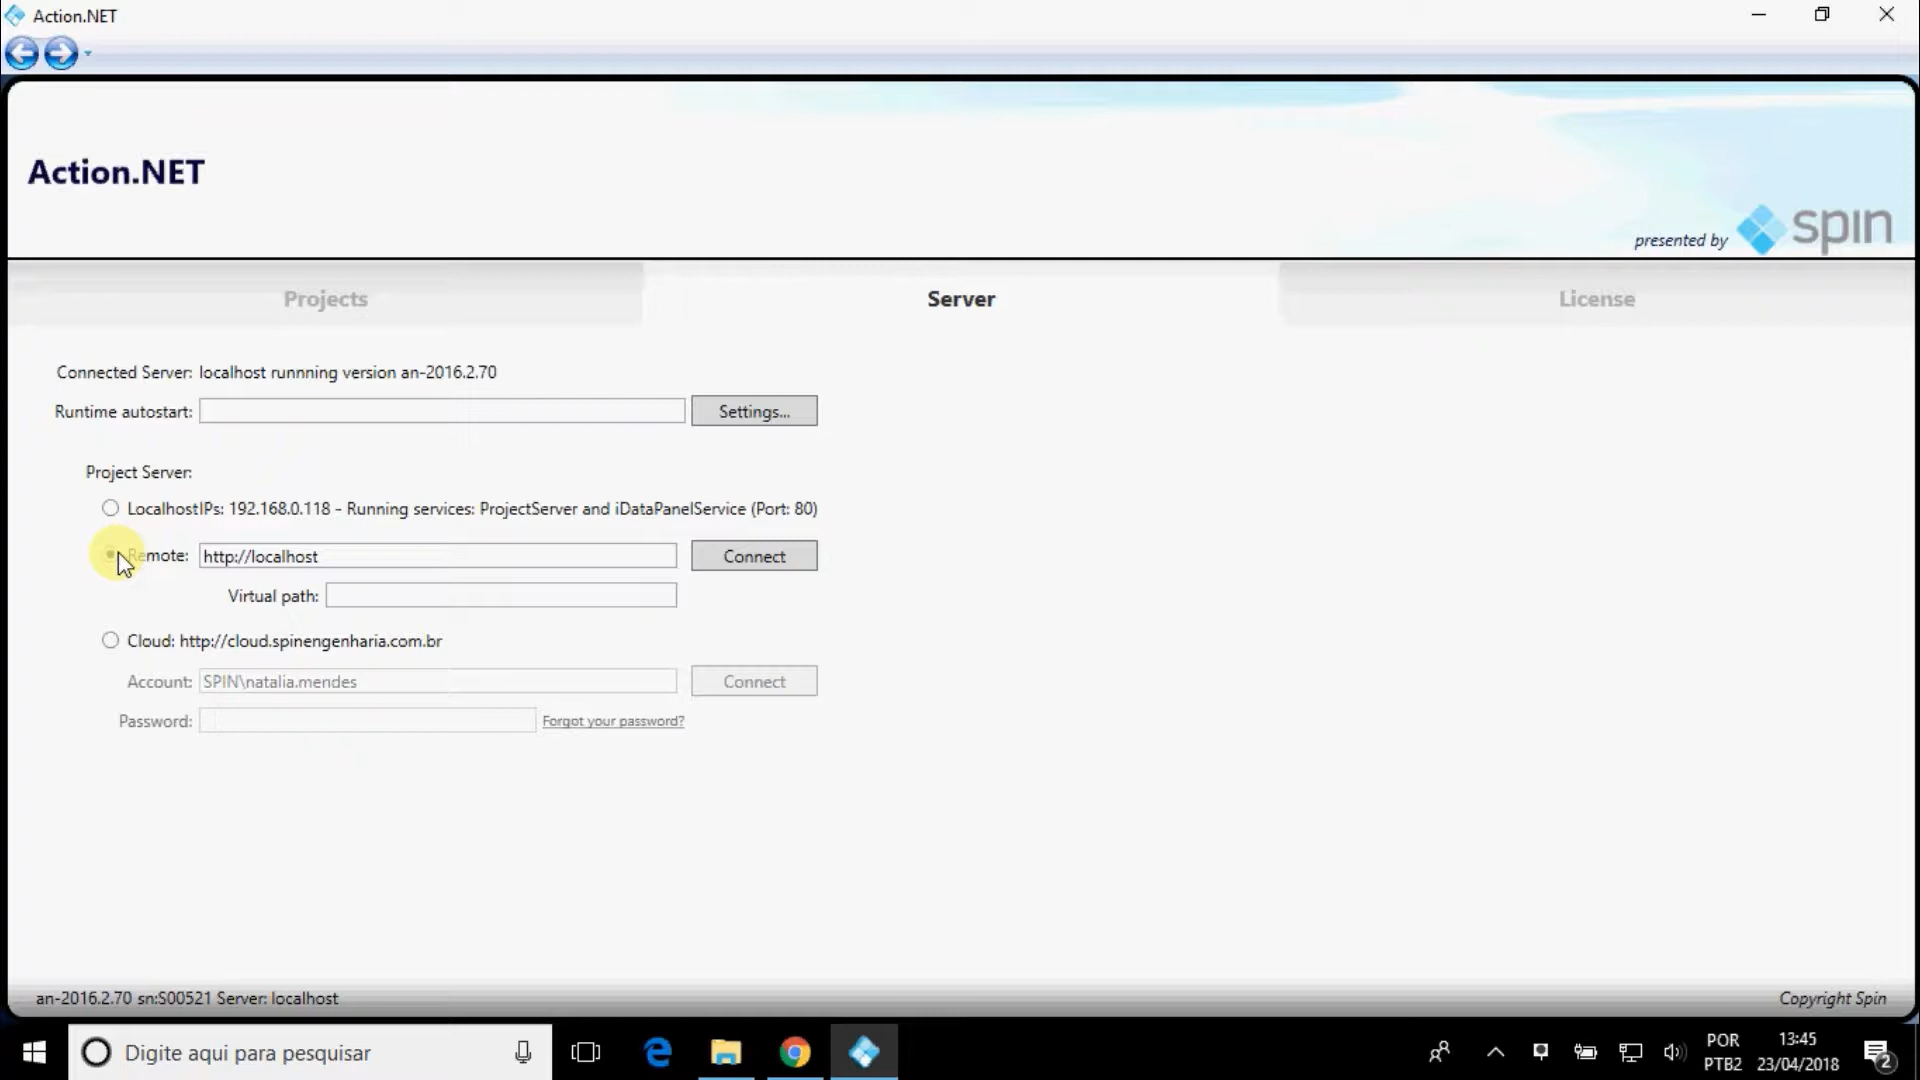 Action.NET
Action.NET
presented by spin
Projects
Server
License
Connected Server: localhost runnning version an-2016.2.70
Runtime autostart:
Settings...
Project Server:
LocalhostIPs: 192.168.0.118 - Running services: ProjectServer and iDataPanelService (Port: 80)
Remote: http://localhost Connect
Virtual path:
Cloud: http://cloud.spinengenharia.com.br
Account: SPIN\natalia.mendes Connect
Password: Forgot your password?
an-2016.2.70 sn:S00521 Server: localhost
Copyright Spin
Digite aqui para pesquisar
POR
PTB2
13:45
23/04/2018
2